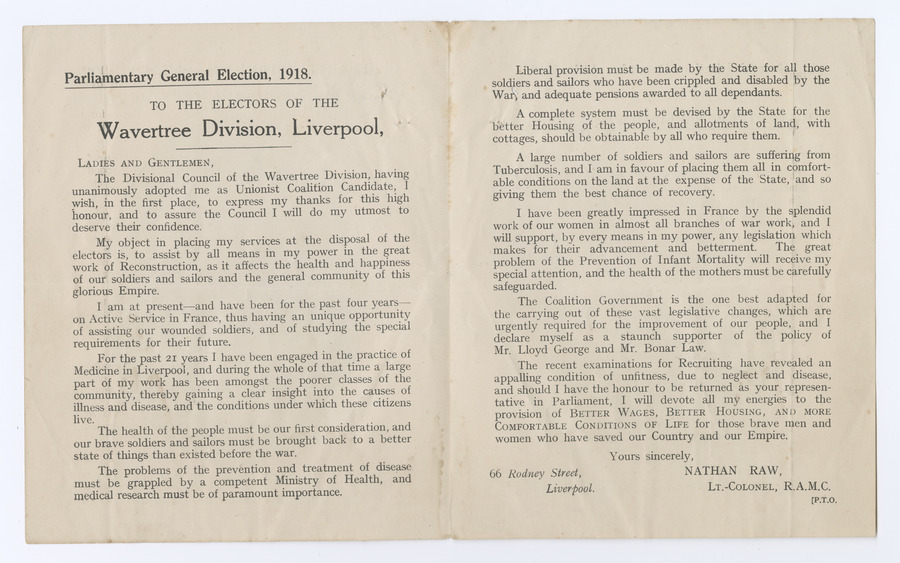 Parliamentary General Election, 1918.
TO THE ELECTORS OF THE
Wavertree Division, Liverpool,
LADIES AND GENTLEMEN,
The Divisional Council of the Wavertree Division, having
unanimously adopted me as Unionist Coalition Candidate, I
wish, in the first place, to express my thanks for this high
honour, and to assure the Council I will do my utmost to
deserve their confidence.
My object in placing my services at the disposal of the
electors is, to assist by all means in my power in the great
work of Reconstruction, as it affects the health and happiness
of our soldiers and sailors and the general community of this
glorious Empire.
I am at present—and have been for the past four years—
on Active Service in France, thus having an unique opportunity
of assisting our wounded soldiers, and of studying the special
requirements for their future.
For the past 21 years I have been engaged in the practice of
Medicine in Liverpool, and during the whole of that time a large
part of my work has been amongst the poorer classes of the
community, thereby gaining a clear insight into the causes of
illness and disease, and the conditions under which these citizens
live.
The health of the people must be our first consideration, and
our brave soldiers and sailors must be brought back to a better
state of things than existed before the war.
The problems of the prevention and treatment of disease
must be grappled by a competent Ministry of Health, and
medical research must be of paramount importance.
Liberal provision must be made by the State for all those
soldiers and sailors who have been crippled and disabled by the
War, and adequate pensions awarded to all dependants.
A complete system must be devised by the State for the
better Housing of the people, and allotments of land, with
cottages, should be obtainable by all who require them.
A large number of soldiers and sailors are suffering from
Tuberculosis, and I am in favour of placing them all in comfort-
able conditions on the land at the expense of the State, and so
giving them the best chance of recovery.
I have been greatly impressed in France by the splendid
work of our women in almost all branches of war work, and I
will support, by every means in my power, any legislation which
makes for their advancement and betterment. The great
problem of the Prevention of Infant Mortality will receive my
special attention, and the health of the mothers must be carefully
safeguarded.
The Coalition Government is the one best adapted for
the carrying out of these vast legislative changes, which are
urgently required for the improvement of our people, and I
declare myself as a staunch supporter of the policy of
Mr. Lloyd George and Mr. Bonar Law.
The recent examinations for Recruiting have revealed an
appalling condition of unfitness, due to neglect and disease,
and should I have the honour to be returned as your represen-
tative in Parliament, I will devote all my energies to the
provision of BETTER WAGES, BETTER HOUSING, AND MORE
COMFORTABLE CONDITIONS OF LIFE for those brave men and
women who have saved our Country and our Empire.
Yours sincerely,
66 Rodney Street, NATHAN RAW,
Liverpool. LT.-COLONEL, R.A.M.C.
[P.T.O.